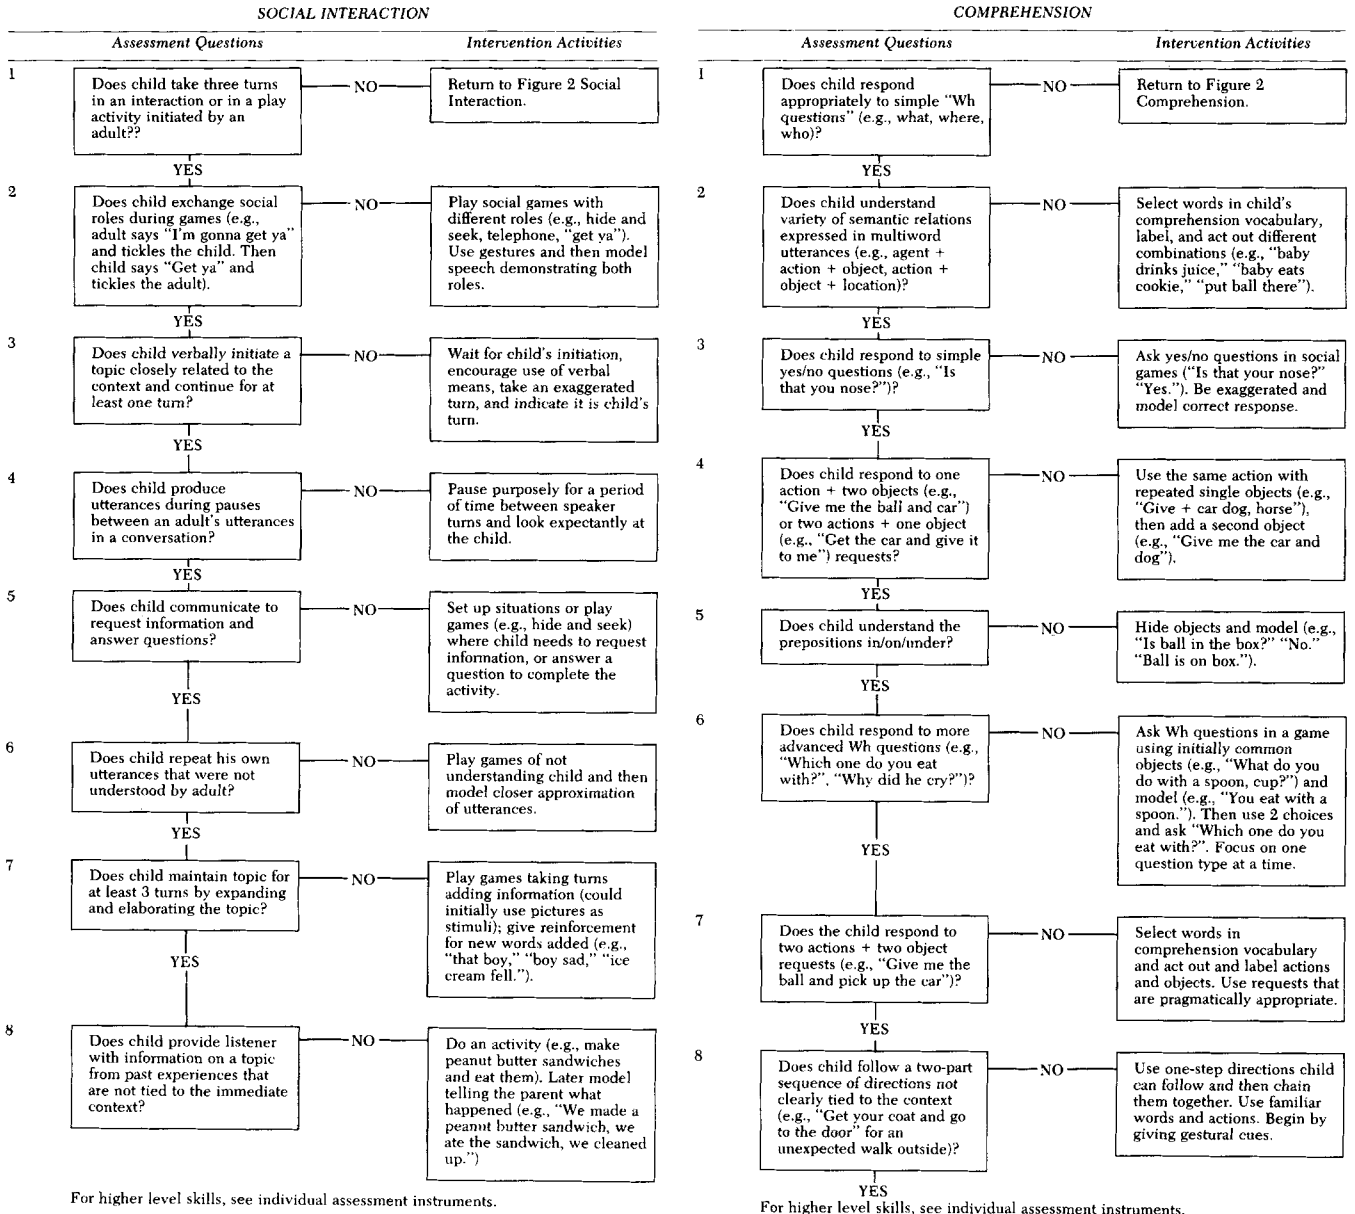 SOCIAL INTERACTION
Assessment Questions
Intervention Activities
1
Does child take three turns
in an interaction or in a play
activity initiated by an
adult??
NO
Return to Figure 2 Social
Interaction.
YES
2
Does child exchange social
roles during games (e.g.,
adult says "I'm gonna get ya"
and tickles the child. Then
child says "Get ya" and
tickles the adult).
NO
Play social games with
different roles (e.g., hide and
seek, telephone, "get ya").
Use gestures and then model
speech demonstrating both
roles.
YES
3
Does child verbally initiate a
topic closely related to the
context and continue for at
least one turn?
NO
Wait for child's initiation,
encourage use of verbal
means, take an exaggerated
turn, and indicate it is child's
turn.
YES
4
Does child produce
utterances during pauses
between an adult's utterances
in a conversation?
NO
Pause purposely for a period
of time between speaker
turns and look expectantly at
the child.
YES
5
Does child communicate to
request information and
answer questions?
NO
Set up situations or play
games (e.g., hide and seek)
where child needs to request
information, or answer a
question to complete the
activity.
YES
6
Does child repeat his own
utterances that were not
understood by adult?
NO
Play games of not
understanding child and then
model closer approximation
of utterances.
YES
7
Does child maintain topic for
at least 3 turns by expanding
and elaborating the topic?
NO
Play games taking turns
adding information (could
initially use pictures as
stimuli); give reinforcement
for new words added (e.g.,
"that boy," "boy sad," "ice
cream fell.").
YES
8
Does child provide listener
with information on a topic
from past experiences that
are not tied to the immediate
context?
NO
Do an activity (e.g., make
peanut butter sandwiches
and eat them). Later model
telling the parent what
happened (e.g., "We made a
peanut butter sandwich, we
ate the sandwich, we cleaned
up.")
For higher level skills, see individual assessment instruments.
COMPREHENSION
Assessment Questions
Intervention Activities
1
Does child respond
appropriately to simple "Wh
questions" (e.g., what, where,
who)?
NO
Return to Figure 2
Comprehension.
YES
2
Does child understand
variety of semantic relations
expressed in multiword
utterances (e.g., agent +
action + object, action +
object + location)?
NO
Select words in child's
comprehension vocabulary,
label, and act out different
combinations (e.g., "baby
drinks juice," "baby eats
cookie," "put ball there").
YES
3
Does child respond to simple
yes/no questions (e.g., "Is
that you nose?")?
NO
Ask yes/no questions in social
games ("Is that your nose?"
"Yes."). Be exaggerated and
model correct response.
YES
4
Does child respond to one
action + two objects (e.g.,
"Give me the ball and car")
or two actions + one object
(e.g., "Get the car and give it
to me") requests?
NO
Use the same action with
repeated single objects (e.g.,
"Give + car dog, horse"),
then add a second object
(e.g., "Give me the car and
dog").
YES
5
Does child understand the
prepositions in/on/under?
NO
Hide objects and model (e.g.,
"Is ball in the box?" "No."
"Ball is on box.").
YES
6
Does child respond to more
advanced Wh questions (e.g.,
"Which one do you eat
with?", "Why did he cry?")?
NO
Ask Wh questions in a game
using initially common
objects (e.g., "What do you
do with a spoon, cup?") and
model (e.g., "You eat with a
spoon."). Then use 2 choices
and ask "Which one do you
eat with?". Focus on one
question type at a time.
YES
7
Does the child respond to
two actions + two object
requests (e.g., "Give me the
ball and pick up the car")?
NO
Select words in
comprehension vocabulary
and act out and label actions
and objects. Use requests that
are pragmatically appropriate.
YES
8
Does child follow a two-part
sequence of directions not
clearly tied to the context
(e.g., "Get your coat and go
to the door" for an
unexpected walk outside)?
NO
Use one-step directions child
can follow and then chain
them together. Use familiar
words and actions. Begin by
giving gestural cues.
YES
For higher level skills, see individual assessment instruments.